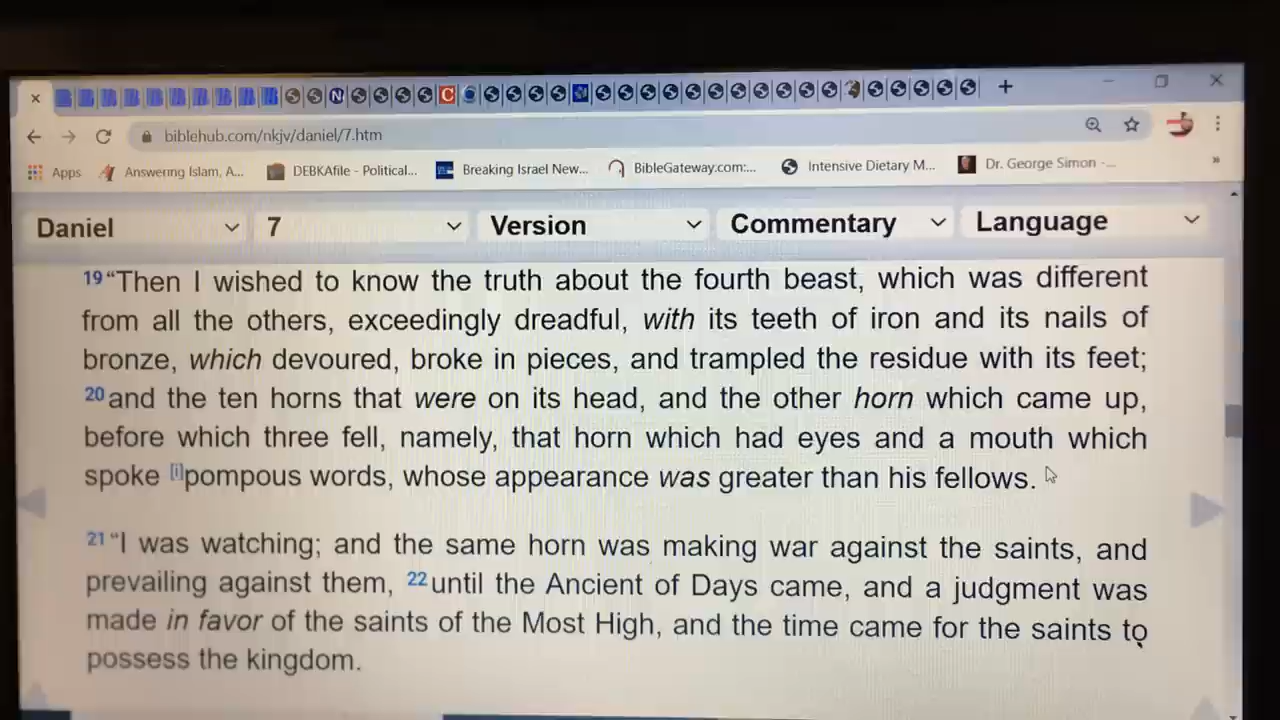 biblehub.com/nkjv/daniel/7.htm
Apps Answering Islam, A... DEBKAfile - Political... Breaking Israel New... BibleGateway.com:... Intensive Dietary M... Dr. George Simon -... »
Daniel 7 Version Commentary Language
19 “Then I wished to know the truth about the fourth beast, which was different
from all the others, exceedingly dreadful, with its teeth of iron and its nails of
bronze, which devoured, broke in pieces, and trampled the residue with its feet;
20 and the ten horns that were on its head, and the other horn which came up,
before which three fell, namely, that horn which had eyes and a mouth which
spoke [i]pompous words, whose appearance was greater than his fellows.
21 “I was watching; and the same horn was making war against the saints, and
prevailing against them, 22 until the Ancient of Days came, and a judgment was
made in favor of the saints of the Most High, and the time came for the saints to
possess the kingdom.